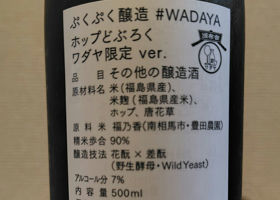 ぷくぷく醸造 #WADAYA
ホップどぶろく
ワダヤ限定 ver.
品目 その他の醸造酒
原材料名 米(福島県産)、
米麹(福島県産米)、
ホップ、唐花草
原料米 福乃香(南相馬市・豊田農園)
精米歩合 90%
醸造技法 花酛 × 差酛
(野生酵母・Wild Yeast)
アルコール分 7%
内容量 500ml